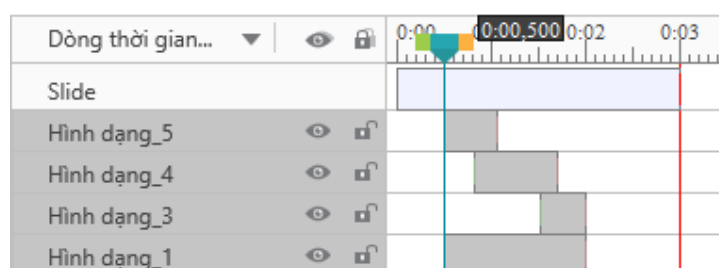 Dòng thời gian... 0:00 0:00,500 0:02 0:03
Slide
Hình dạng_5
Hình dạng_4
Hình dạng_3
Hình dạng_1